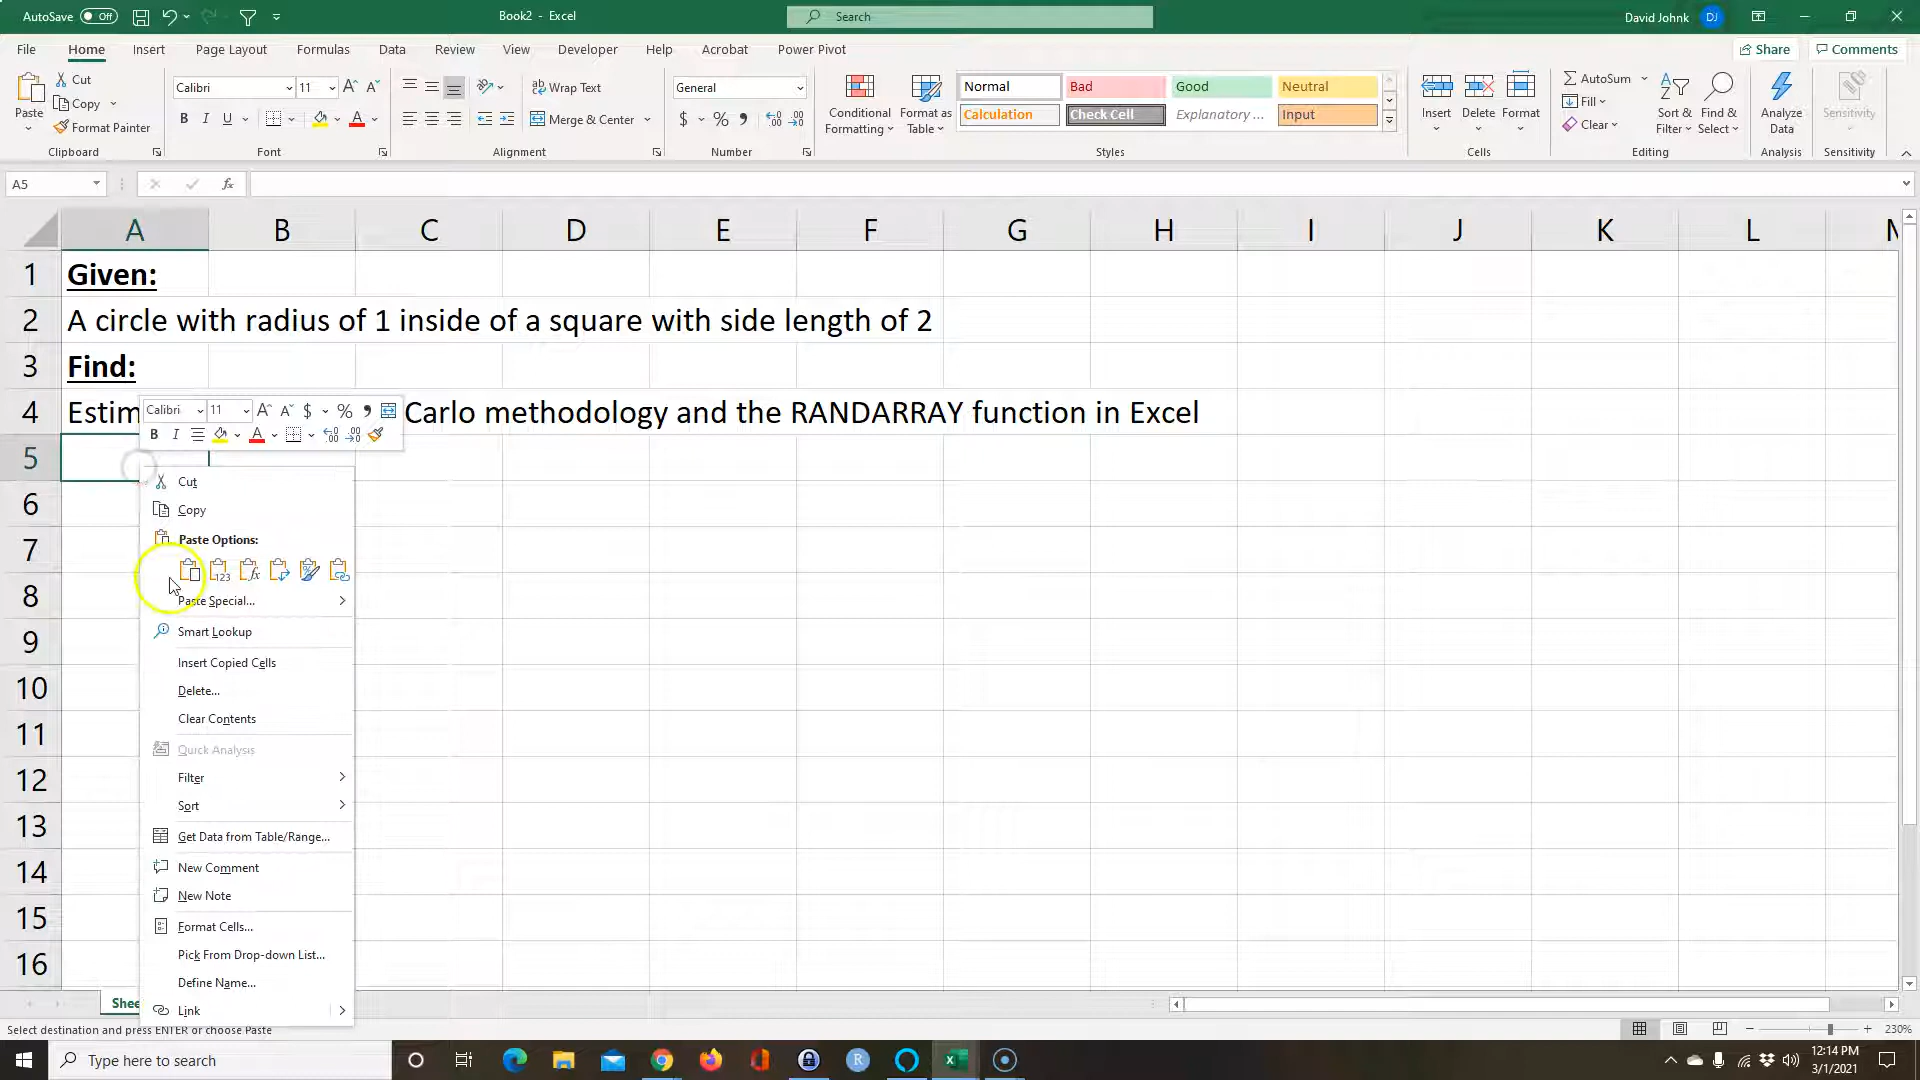 AutoSave Off
Book2 - Excel
Search
David Johnk DJ
File Home Insert Page Layout Formulas Data Review View Developer Help Acrobat Power Pivot
Share Comments
Paste
Cut
Copy
Format Painter
Clipboard
Calibri 11
B I U
Font
Wrap Text
Merge & Center
Alignment
General
$ % 9
Number
Conditional Formatting
Format as Table
Normal Bad Good Neutral
Calculation Check Cell Explanatory ... Input
Styles
Insert Delete Format
Cells
AutoSum
Fill
Clear
Sort & Filter
Find & Select
Editing
Analyze Data
Analysis
Sensitivity
Sensitivity
A5
fx
A B C D E F G H I J K L M
1 Given:
2 A circle with radius of 1 inside of a square with side length of 2
3 Find:
4 Estim Carlo methodology and the RANDARRAY function in Excel
Calibri 11
$ % 9
B I
5
6
7
8
9
10
11
12
13
14
15
16
Cut
Copy
Paste Options:
Paste Special...
Smart Lookup
Insert Copied Cells
Delete...
Clear Contents
Quick Analysis
Filter
Sort
Get Data from Table/Range...
New Comment
New Note
Format Cells...
Pick From Drop-down List...
Define Name...
Link
Shee
Select destination and press ENTER or choose Paste
230%
Type here to search
12:14 PM
3/1/2021